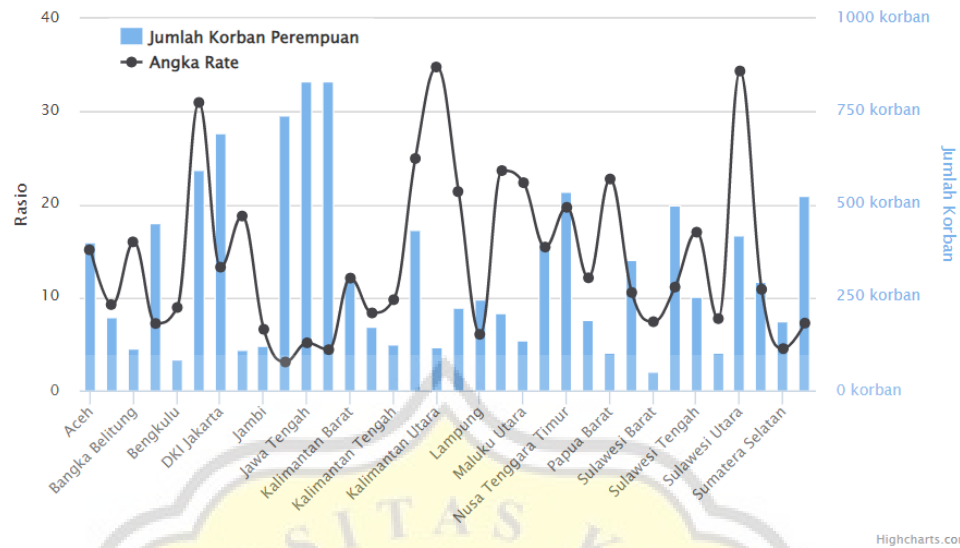 40
30
20
10
0
Rasio
Jumlah Korban Perempuan
Angka Rate
1000 korban
750 korban
500 korban
250 korban
0 korban
Jumlah Korban
Aceh
Bangka Belitung
Bengkulu
DKI Jakarta
Jambi
Jawa Tengah
Kalimantan Barat
Kalimantan Tengah
Kalimantan Utara
Lampung
Maluku Utara
Nusa Tenggara Timur
Papua Barat
Sulawesi Barat
Sulawesi Tengah
Sulawesi Utara
Sumatera Selatan
SITAS K